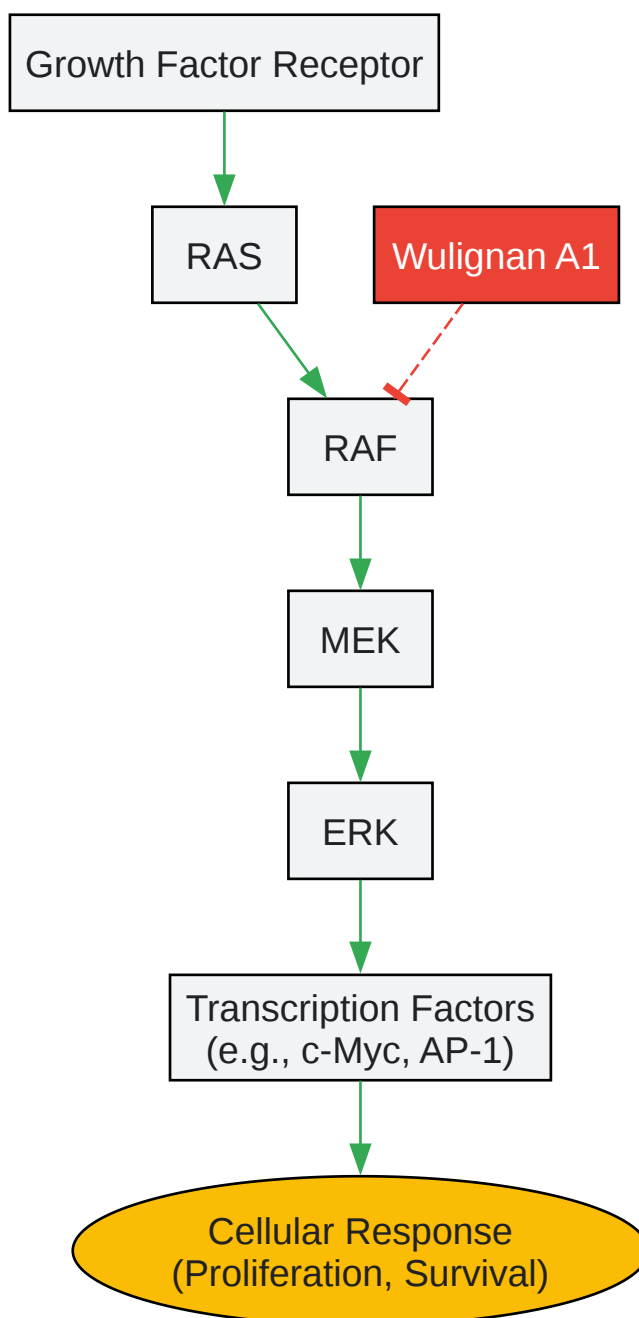 Growth Factor Receptor
RAS
Wulignan A1
RAF
MEK
ERK
Transcription Factors
(e.g., c-Myc, AP-1)
Cellular Response
(Proliferation, Survival)